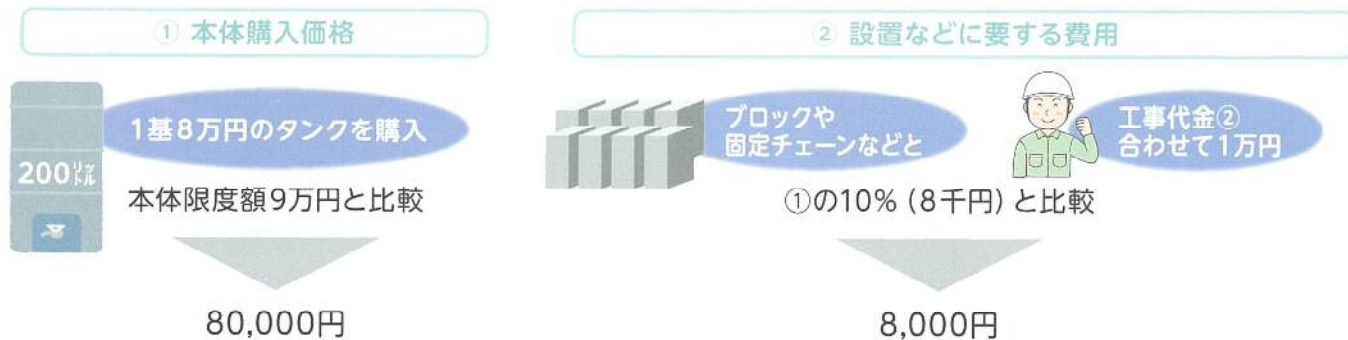 ① 本体購入価格
200リットル
1基8万円のタンクを購入
本体限度額9万円と比較
80,000円
② 設置などに要する費用
ブロックや
固定チェーンなどと
工事代金②
合わせて1万円
①の10%（8千円）と比較
8,000円